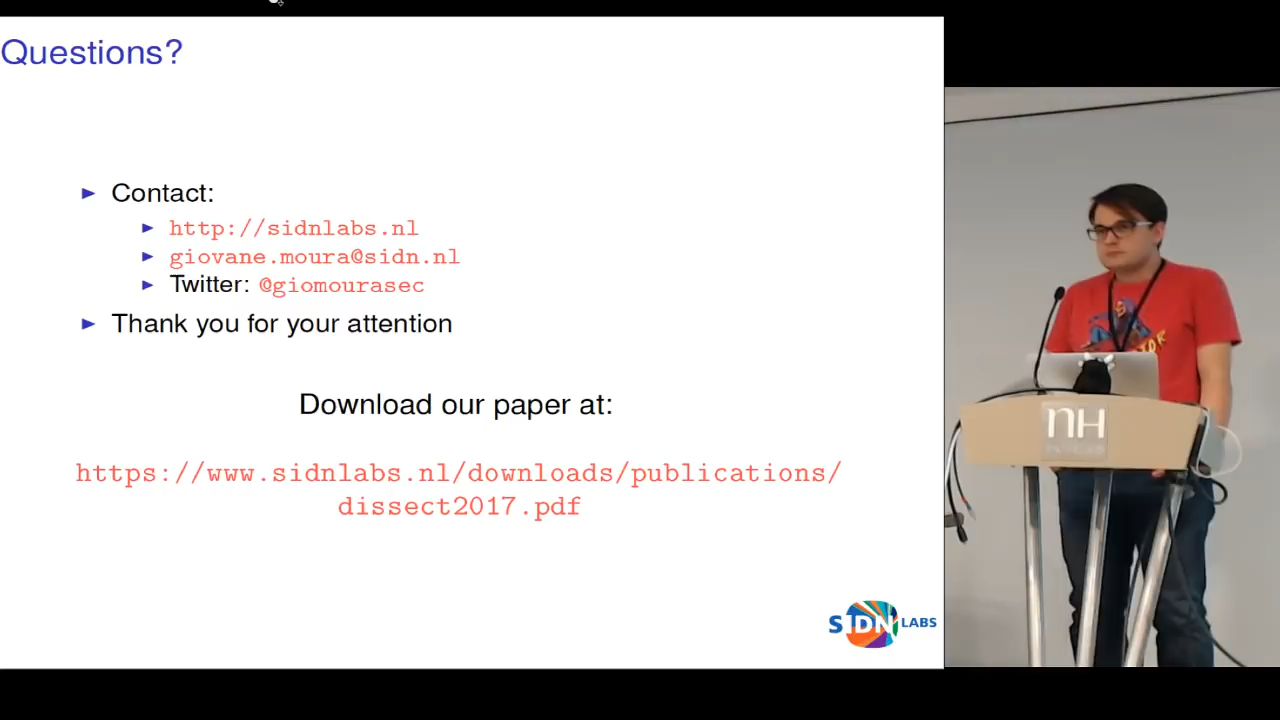 Questions?
Contact:
http://sidnlabs.nl
giovane.moura@sidn.nl
Twitter: @giomourasec
Thank you for your attention
Download our paper at:
https://www.sidnlabs.nl/downloads/publications/
dissect2017.pdf
SIDN LABS
nH